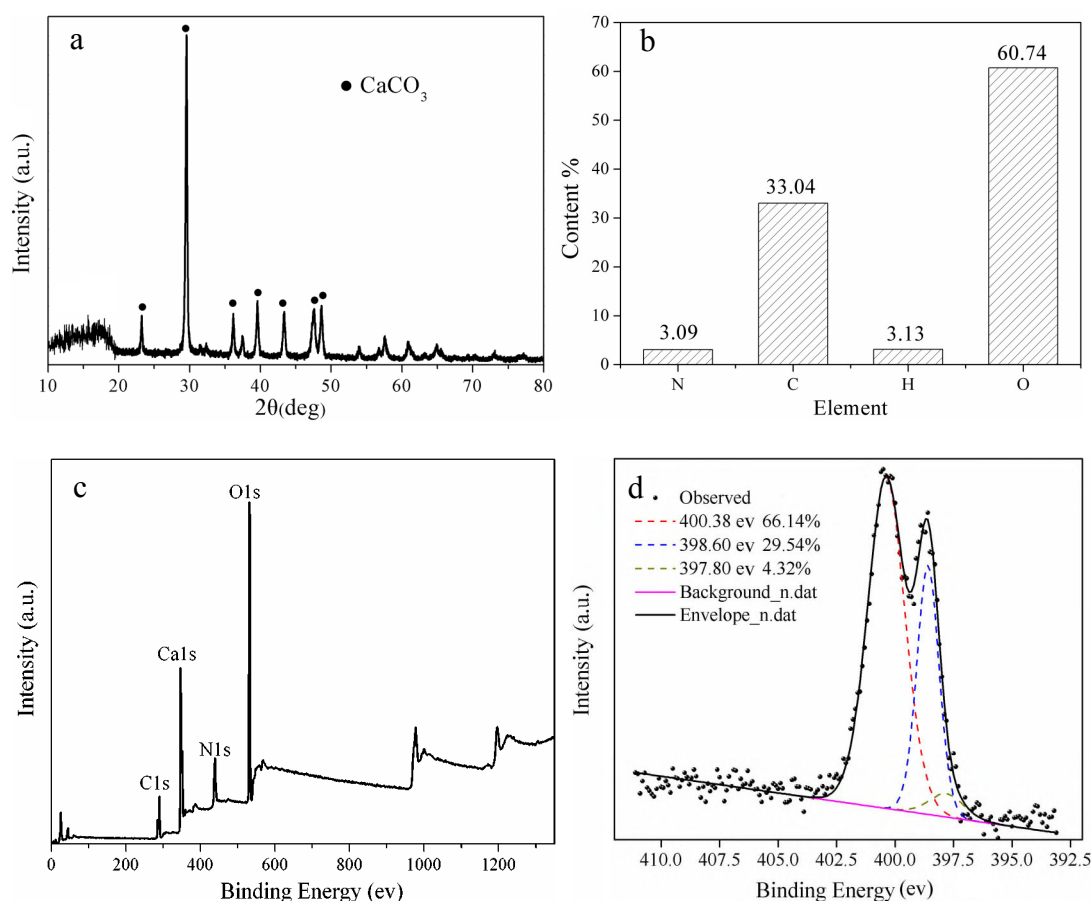 a
● CaCO3
Intensity (a.u.)
10 20 30 40 50 60 70 80
2θ(deg)
b
70
60
50
40
30
20
10
0
3.09
33.04
3.13
60.74
Content %
N C H O
Element
c
O1s
Ca1s
N1s
C1s
Intensity (a.u.)
0 200 400 600 800 1000 1200
Binding Energy (ev)
d
Observed
400.38 ev 66.14%
398.60 ev 29.54%
397.80 ev 4.32%
Background_n.dat
Envelope_n.dat
Intensity (a.u.)
410.0 407.5 405.0 402.5 400.0 397.5 395.0 392.5
Binding Energy (ev)